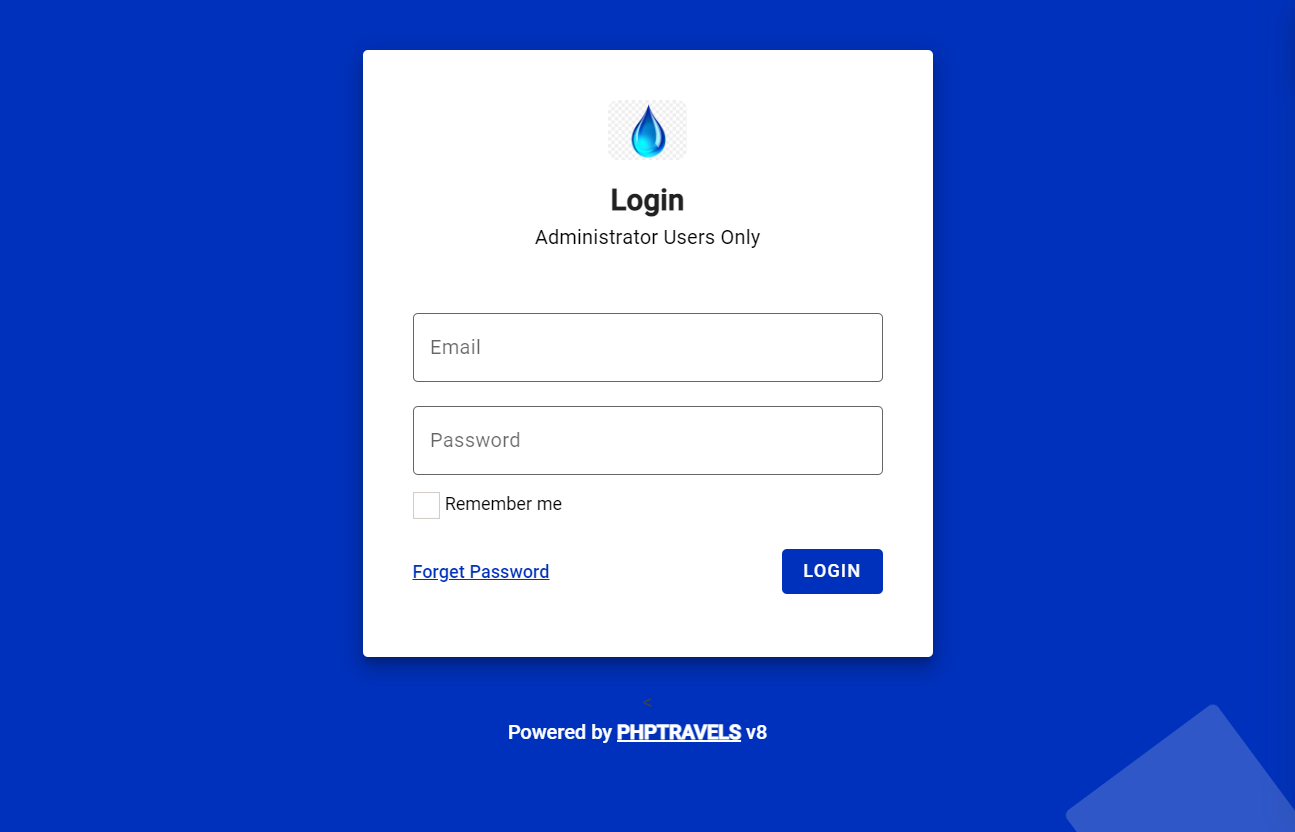 Login
Administrator Users Only
Email
Password
Remember me
Forget Password
LOGIN
<
Powered by PHPTRAVELS v8